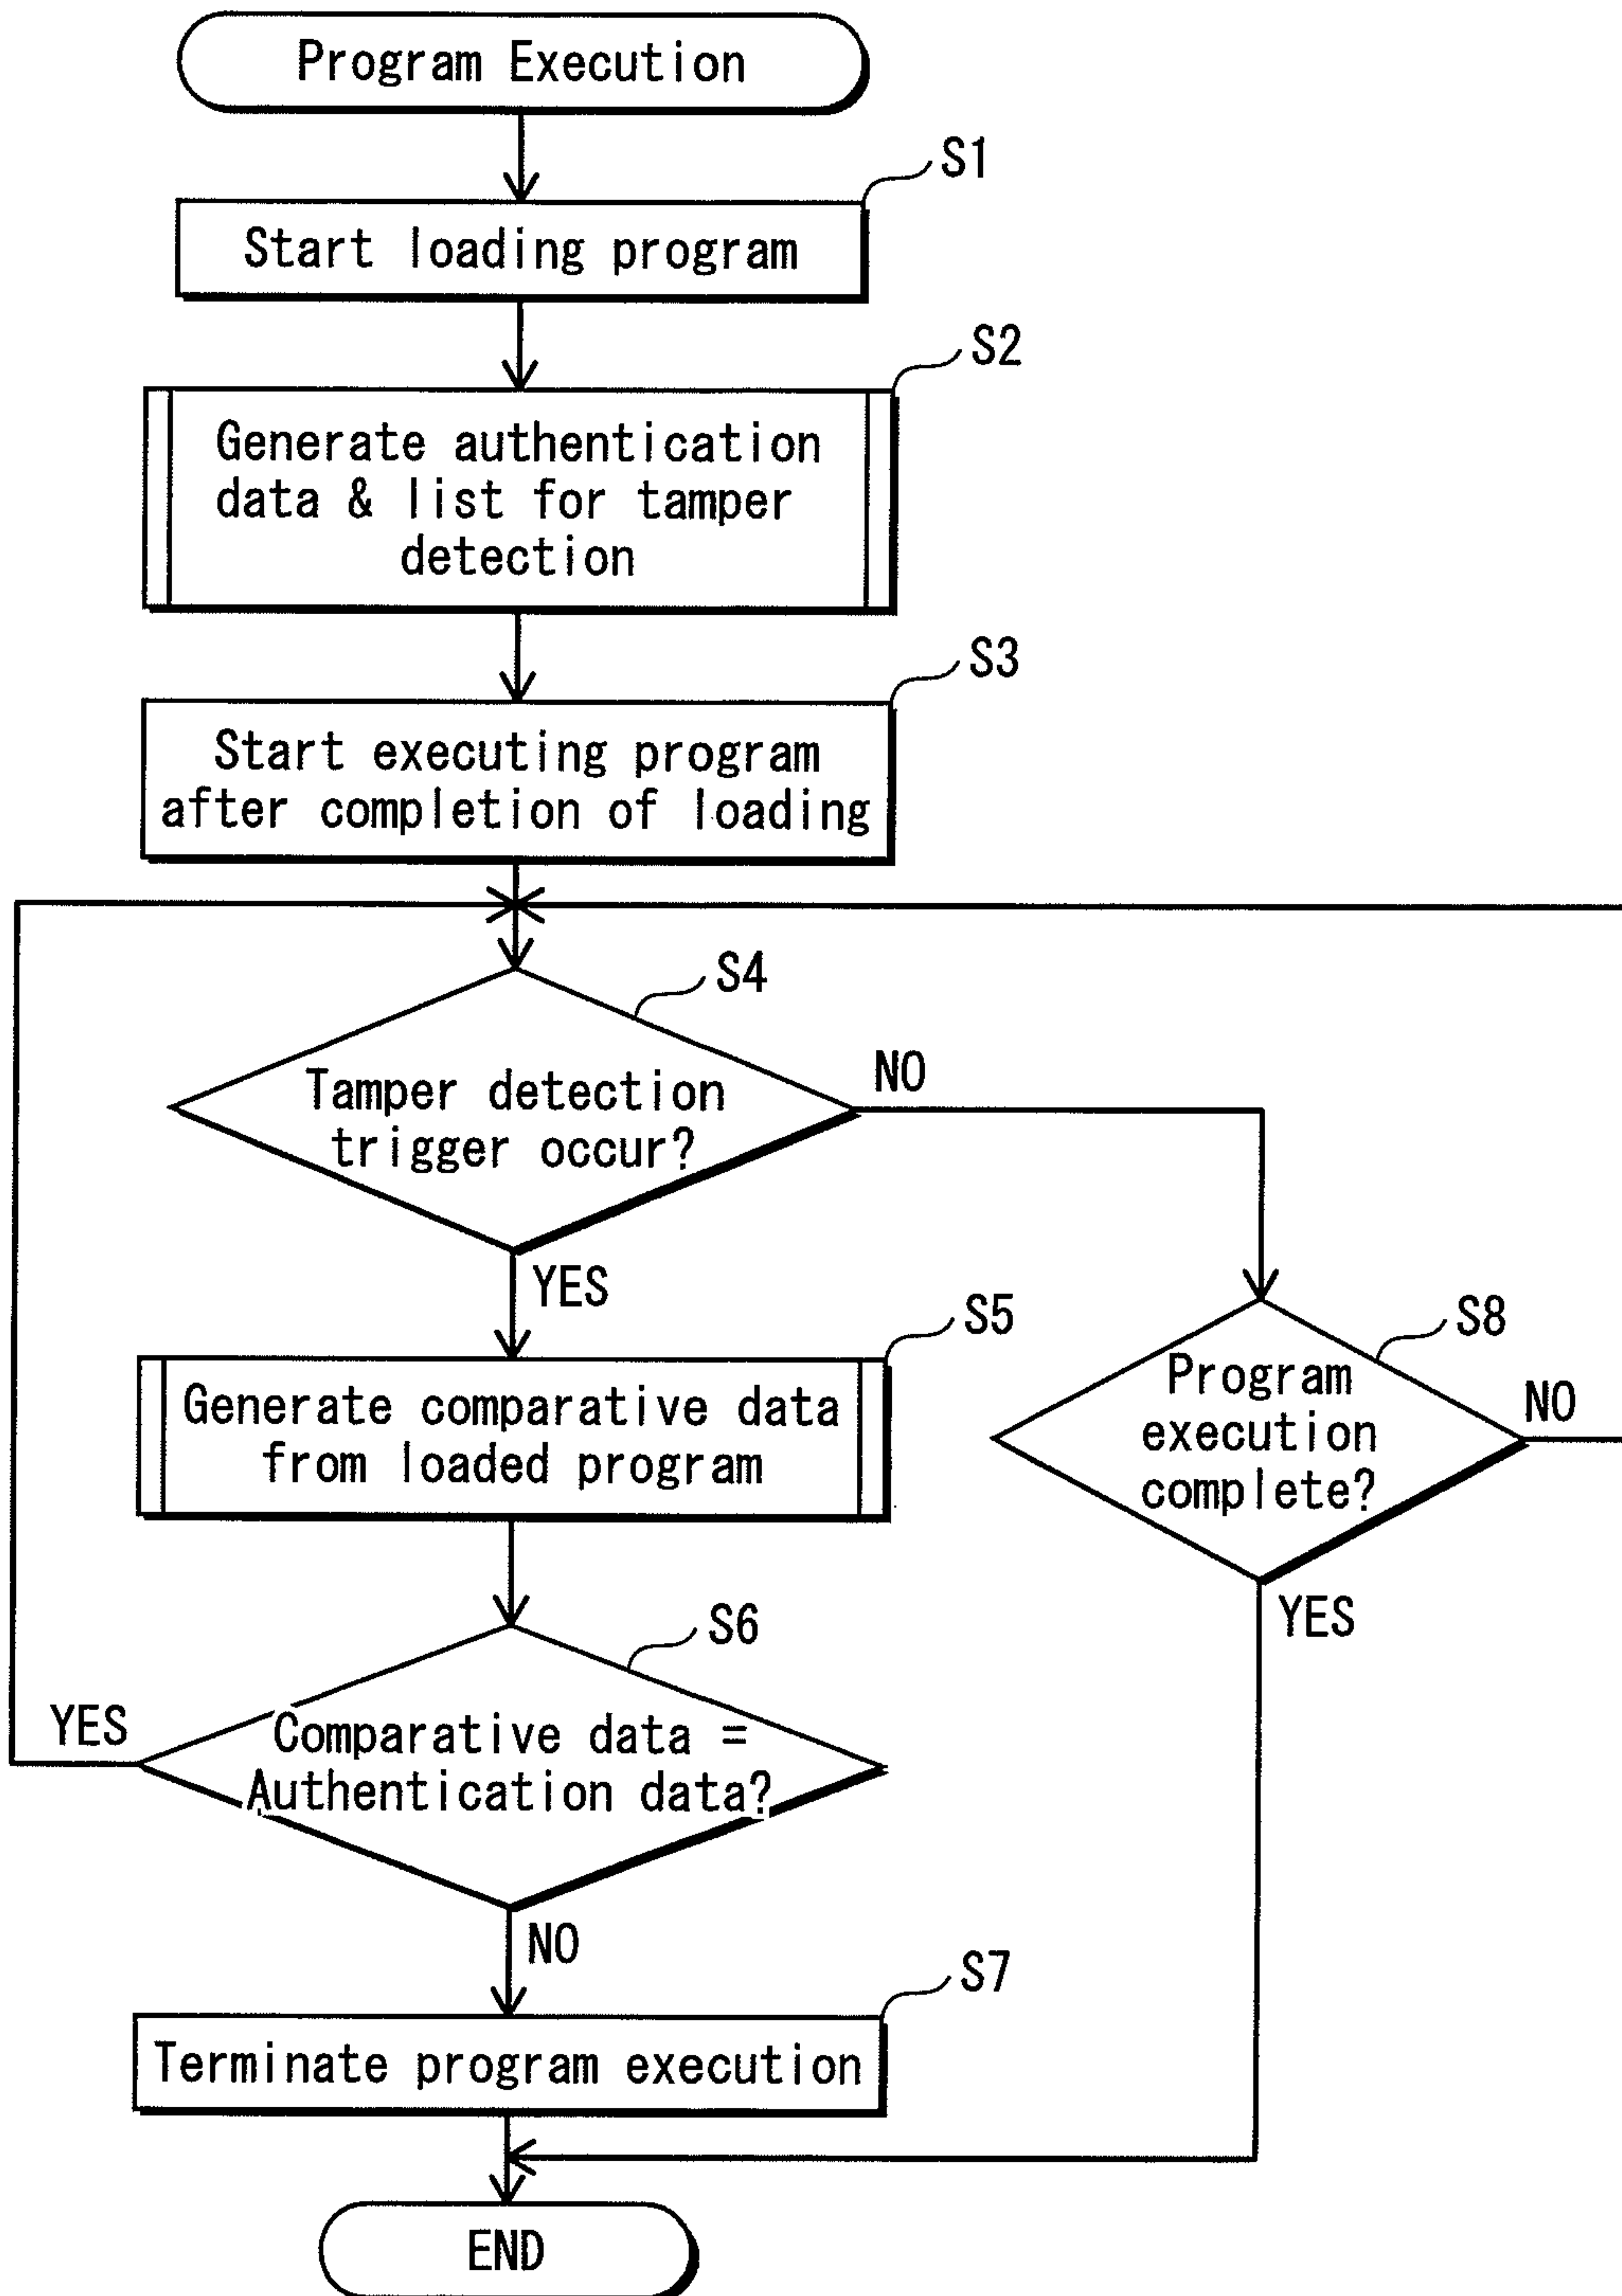 Program Execution
S1
Start loading program
S2
Generate authentication
data & list for tamper
detection
S3
Start executing program
after completion of loading
S4
Tamper detection
trigger occur?
NO
YES
S5
Generate comparative data
from loaded program
S8
Program
execution
complete?
NO
YES
S6
Comparative data =
Authentication data?
YES
NO
S7
Terminate program execution
END